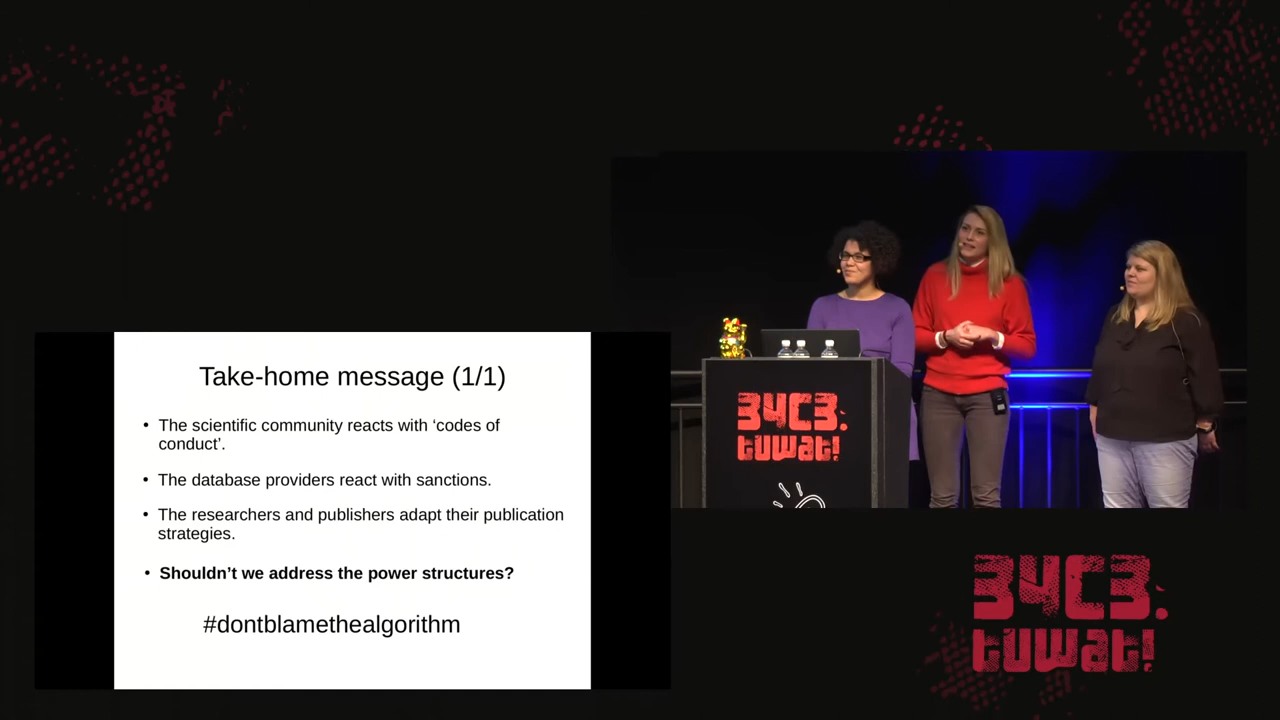 Take-home message (1/1)
• The scientific community reacts with ‘codes of
conduct’.
• The database providers react with sanctions.
• The researchers and publishers adapt their publication
strategies.
• Shouldn’t we address the power structures?
#dontblamethealgorithm
34C3.
tuwat!
34C3.
tuwat!